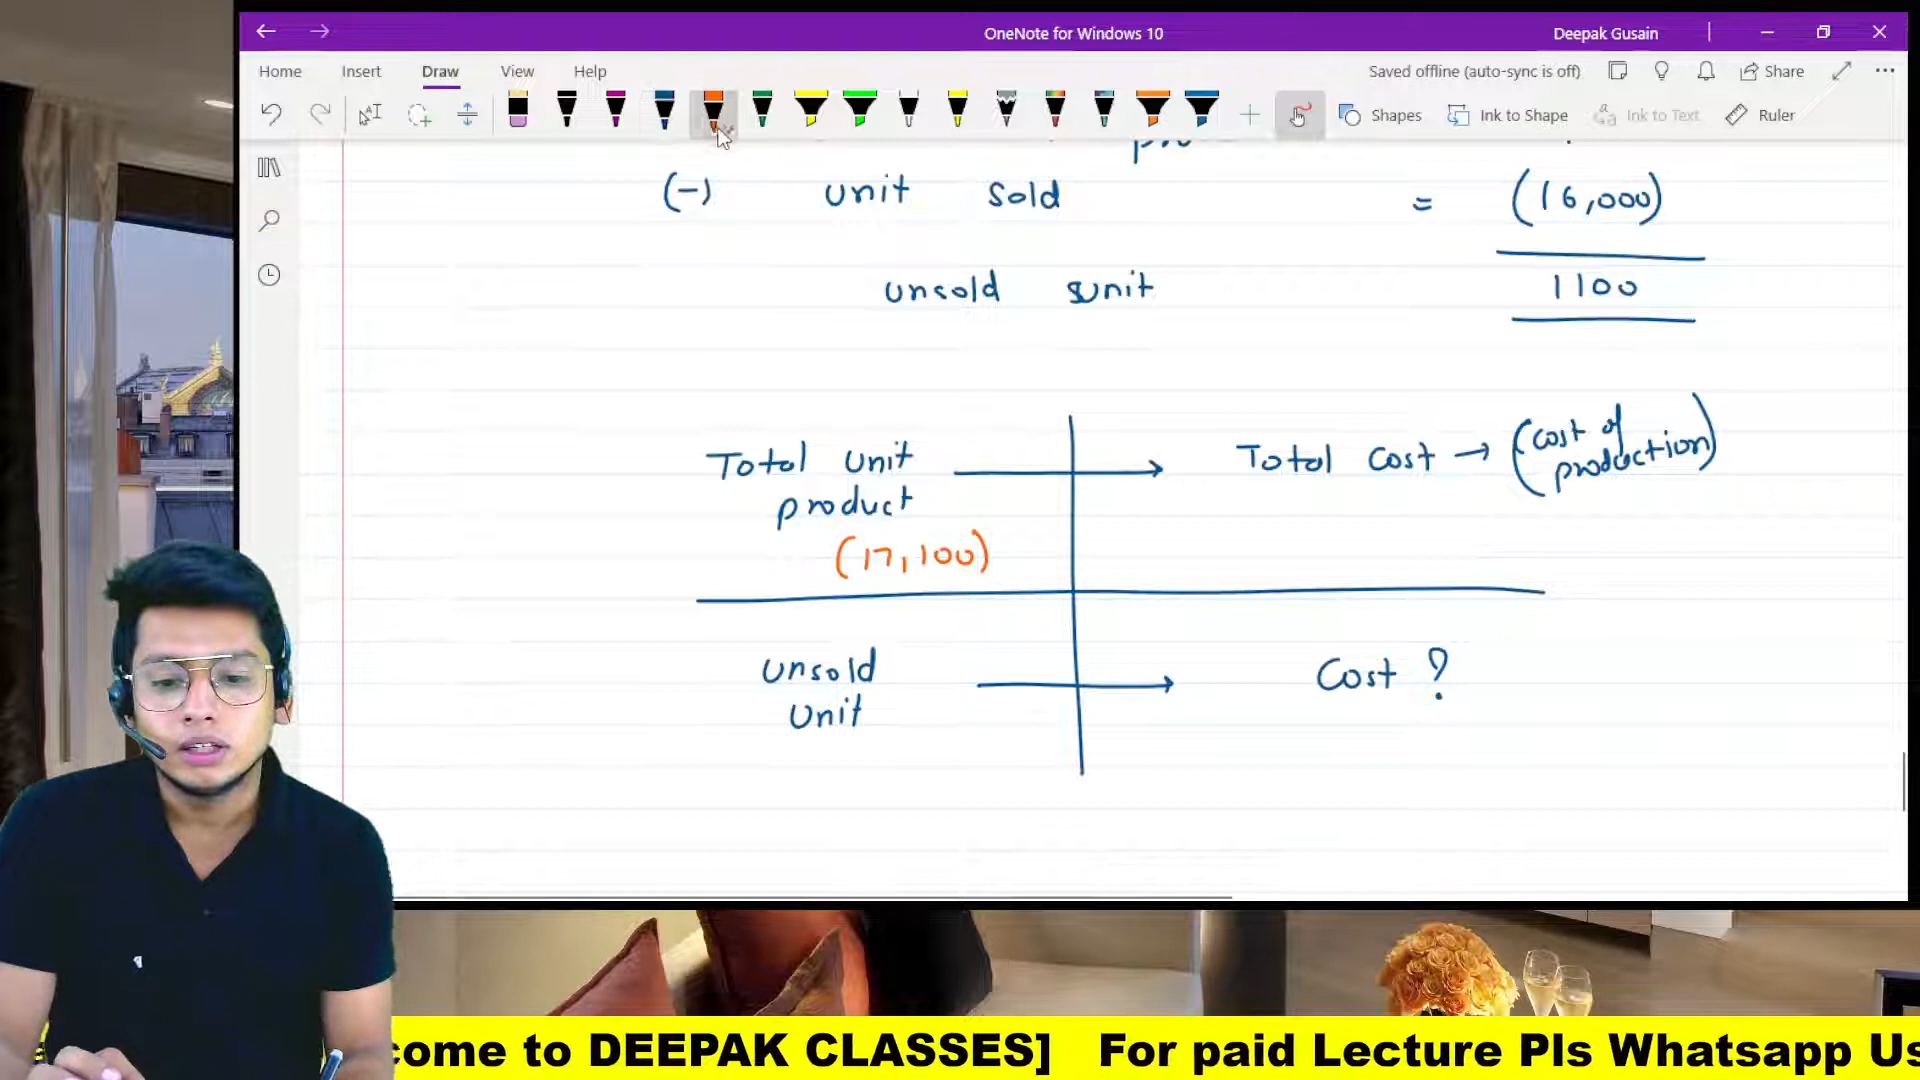 OneNote for Windows 10
Deepak Gusain
Home Insert Draw View Help
Saved offline (auto-sync is off)
Share
Shapes
Ink to Shape
Ink to Text
Ruler
(-) unit sold = (16,000)
unsold unit 1100
Total unit product
(17,100)
Total cost → (cost of production)
unsold unit
Cost ?
come to DEEPAK CLASSES] For paid Lecture Pls Whatsapp Us